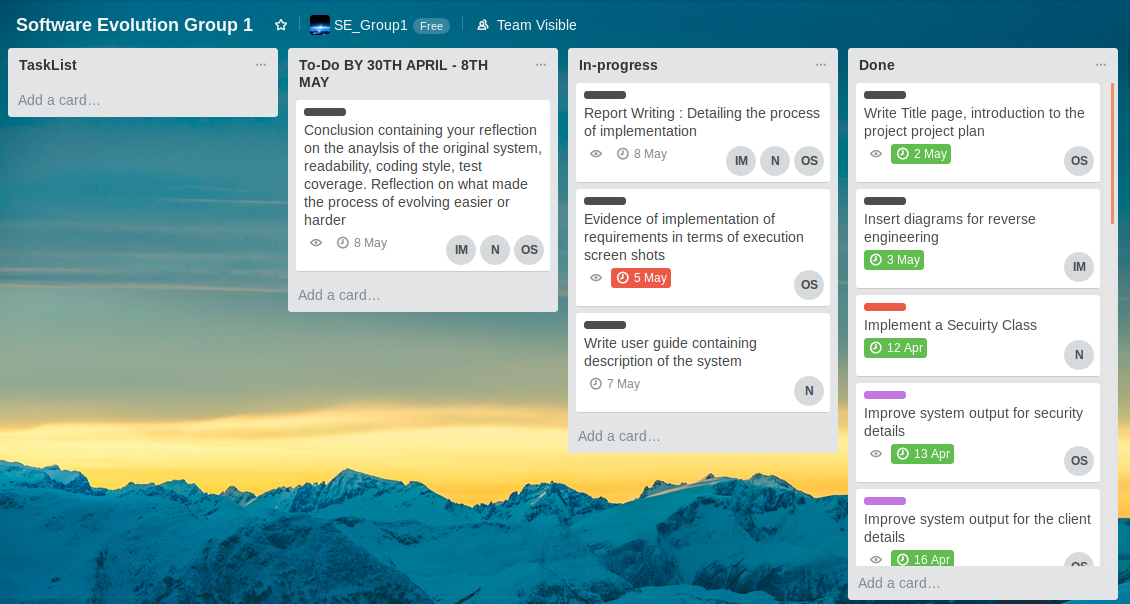 Software Evolution Group 1
SE_Group1
Free
Team Visible
TaskList
Add a card…
To-Do BY 30TH APRIL - 8TH
MAY
Conclusion containing your reflection
on the anaylsis of the original system,
readability, coding style, test
coverage. Reflection on what made
the process of evolving easier or
harder
8 May
IM
N
OS
Add a card…
In-progress
Report Writing : Detailing the process
of implementation
8 May
IM
N
OS
Evidence of implementation of
requirements in terms of execution
screen shots
5 May
OS
Write user guide containing
description of the system
7 May
N
Add a card…
Done
Write Title page, introduction to the
project project plan
2 May
OS
Insert diagrams for reverse
engineering
3 May
IM
Implement a Secuirty Class
12 Apr
N
Improve system output for security
details
13 Apr
OS
Improve system output for the client
details
16 Apr
OS
Add a card…